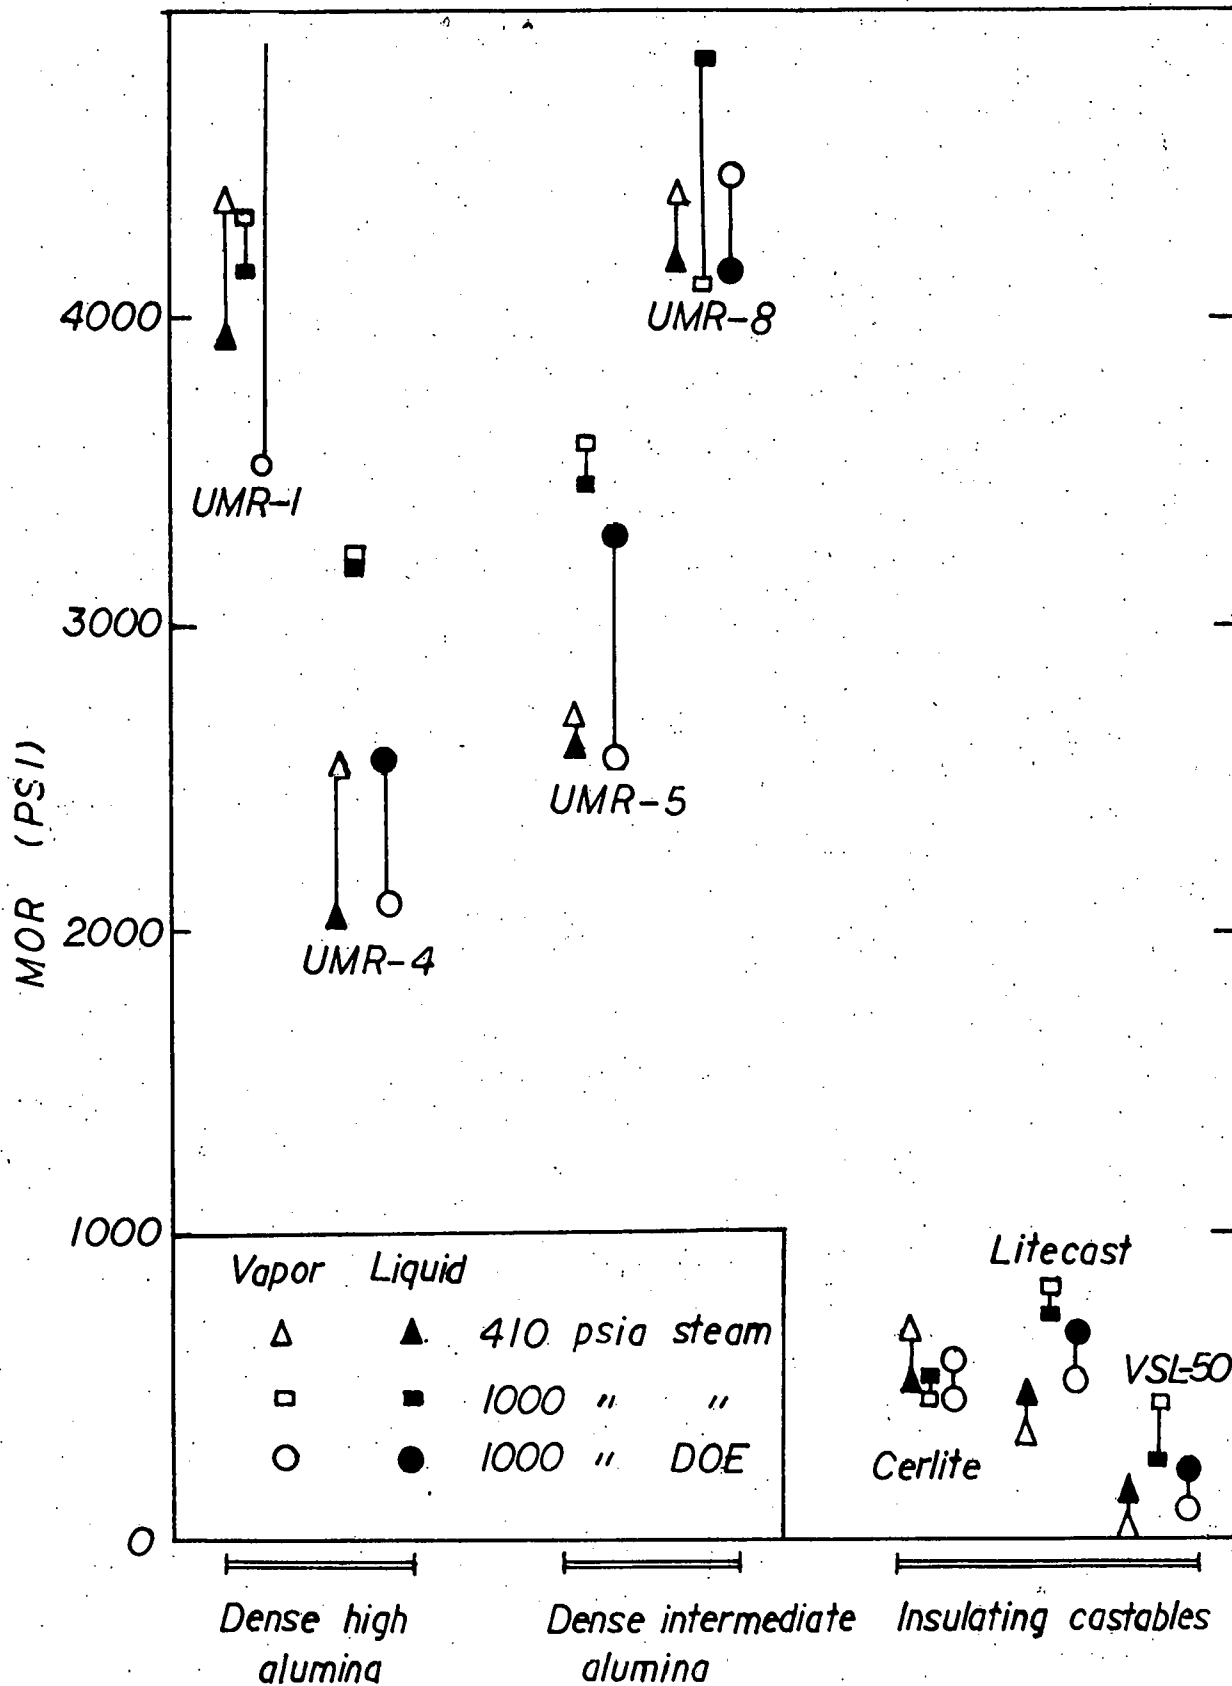 4000
3000
2000
1000
0
MOR (PSI)
UMR-1
UMR-4
UMR-5
UMR-8
Litecast
VSL-50
Cerlite
Vapor Liquid
410 psia steam
1000 " "
1000 " DOE
Dense high
alumina
Dense intermediate
alumina
Insulating castables